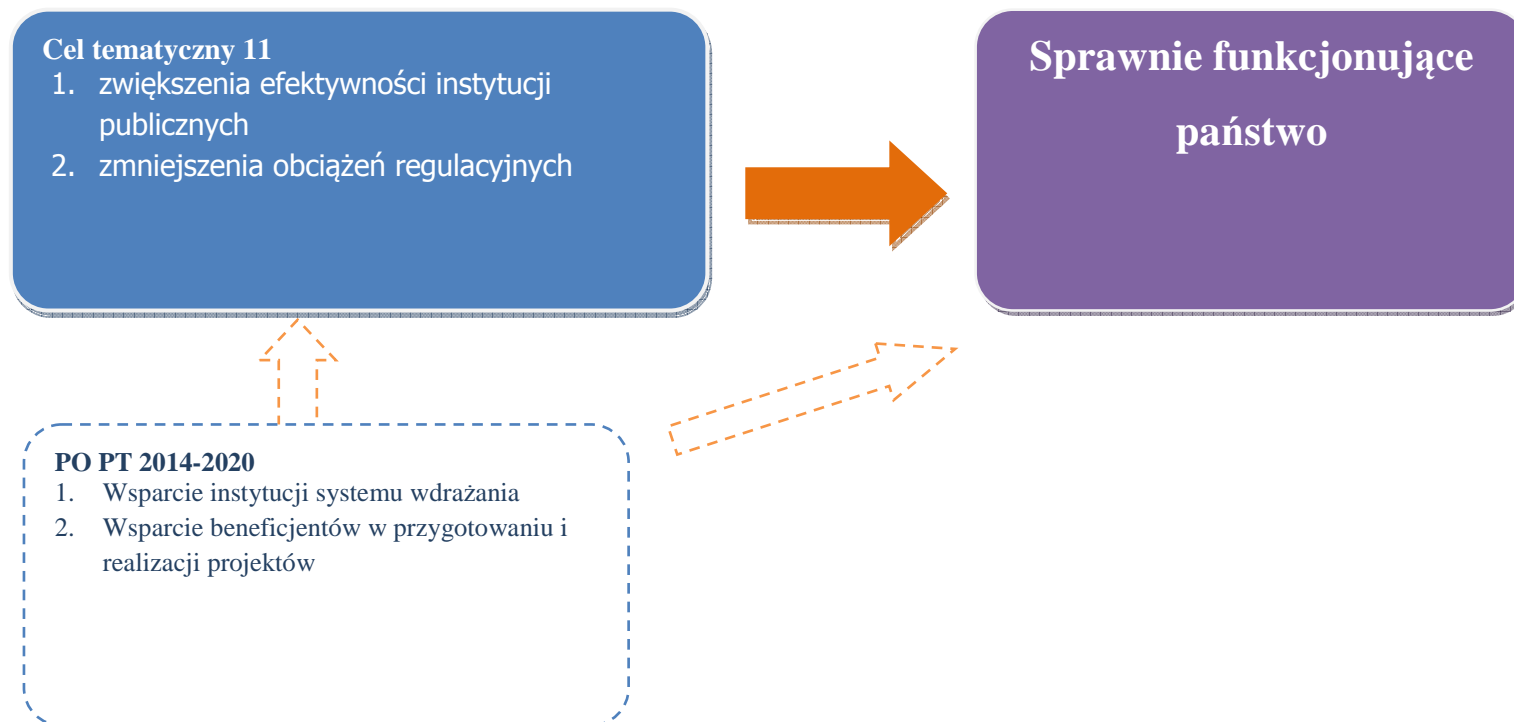 Cel tematyczny 11
1. zwiększenia efektywności instytucji
publicznych
2. zmniejszenia obciążeń regulacyjnych
Sprawnie funkcjonujące
państwo
PO PT 2014-2020
1. Wsparcie instytucji systemu wdrażania
2. Wsparcie beneficjentów w przygotowaniu i
realizacji projektów